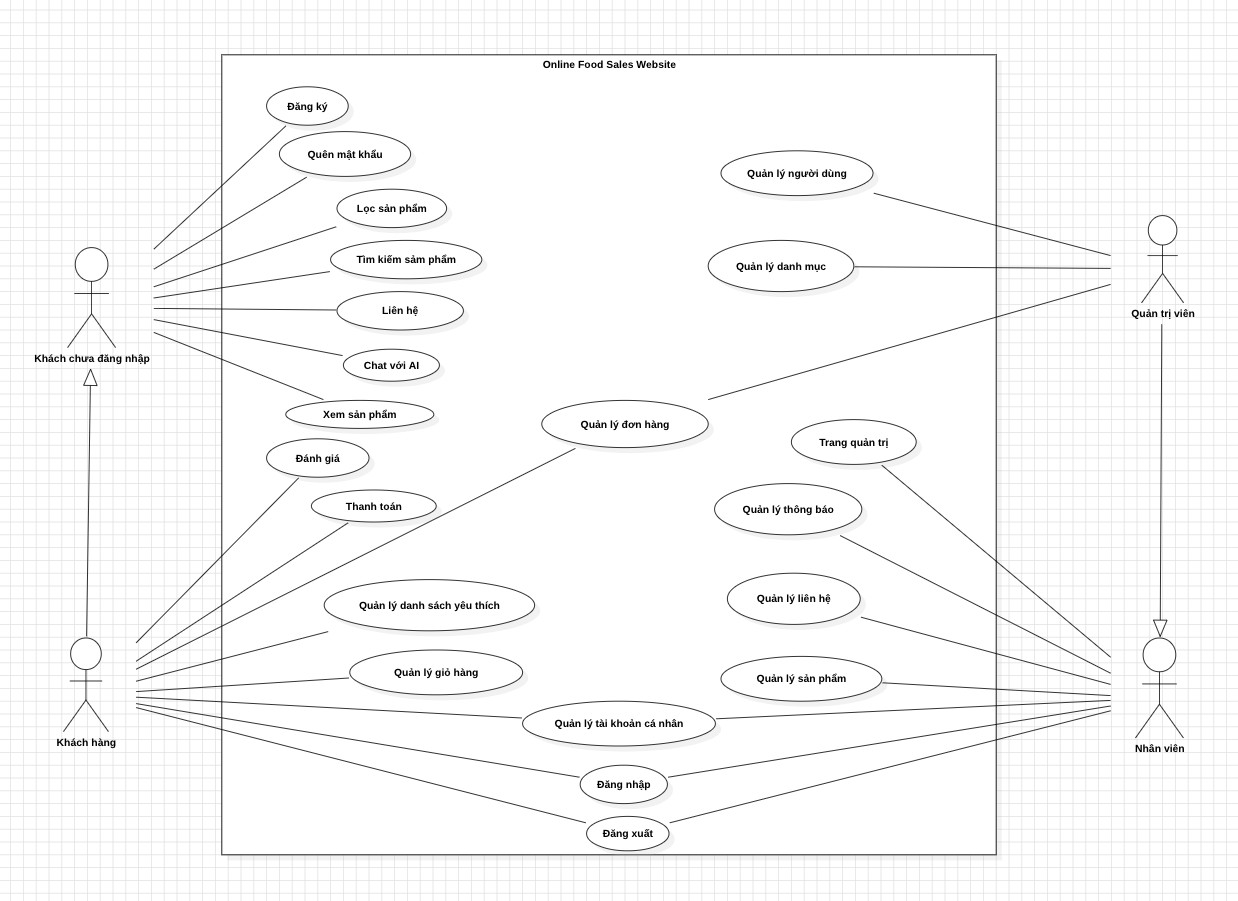 Online Food Sales Website
Đăng ký
Quên mật khẩu
Lọc sản phẩm
Tìm kiếm sảm phẩm
Liên hệ
Chat với AI
Xem sản phẩm
Đánh giá
Thanh toán
Quản lý danh sách yêu thích
Quản lý giỏ hàng
Quản lý tài khoản cá nhân
Đăng nhập
Đăng xuất
Quản lý đơn hàng
Quản lý người dùng
Quản lý danh mục
Trang quản trị
Quản lý thông báo
Quản lý liên hệ
Quản lý sản phẩm
Khách chưa đăng nhập
Khách hàng
Quản trị viên
Nhân viên